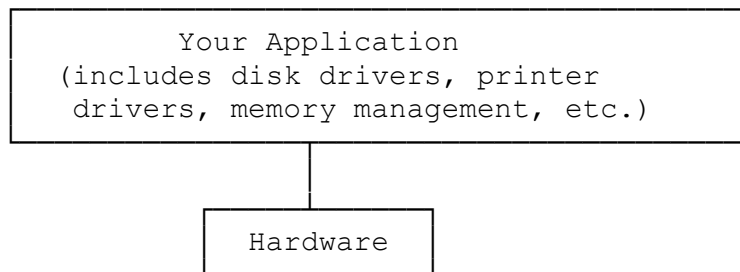 Your Application
(includes disk drivers, printer
drivers, memory management, etc.)
Hardware